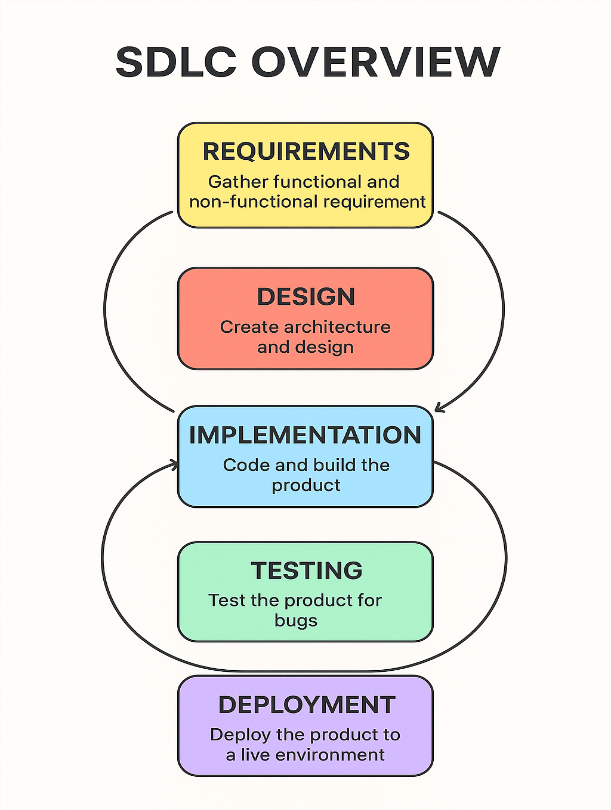 SDLC OVERVIEW
REQUIREMENTS
Gather functional and
non-functional requirement
DESIGN
Create architecture
and design
IMPLEMENTATION
Code and build the
product
TESTING
Test the product for
bugs
DEPLOYMENT
Deploy the product to
a live environment